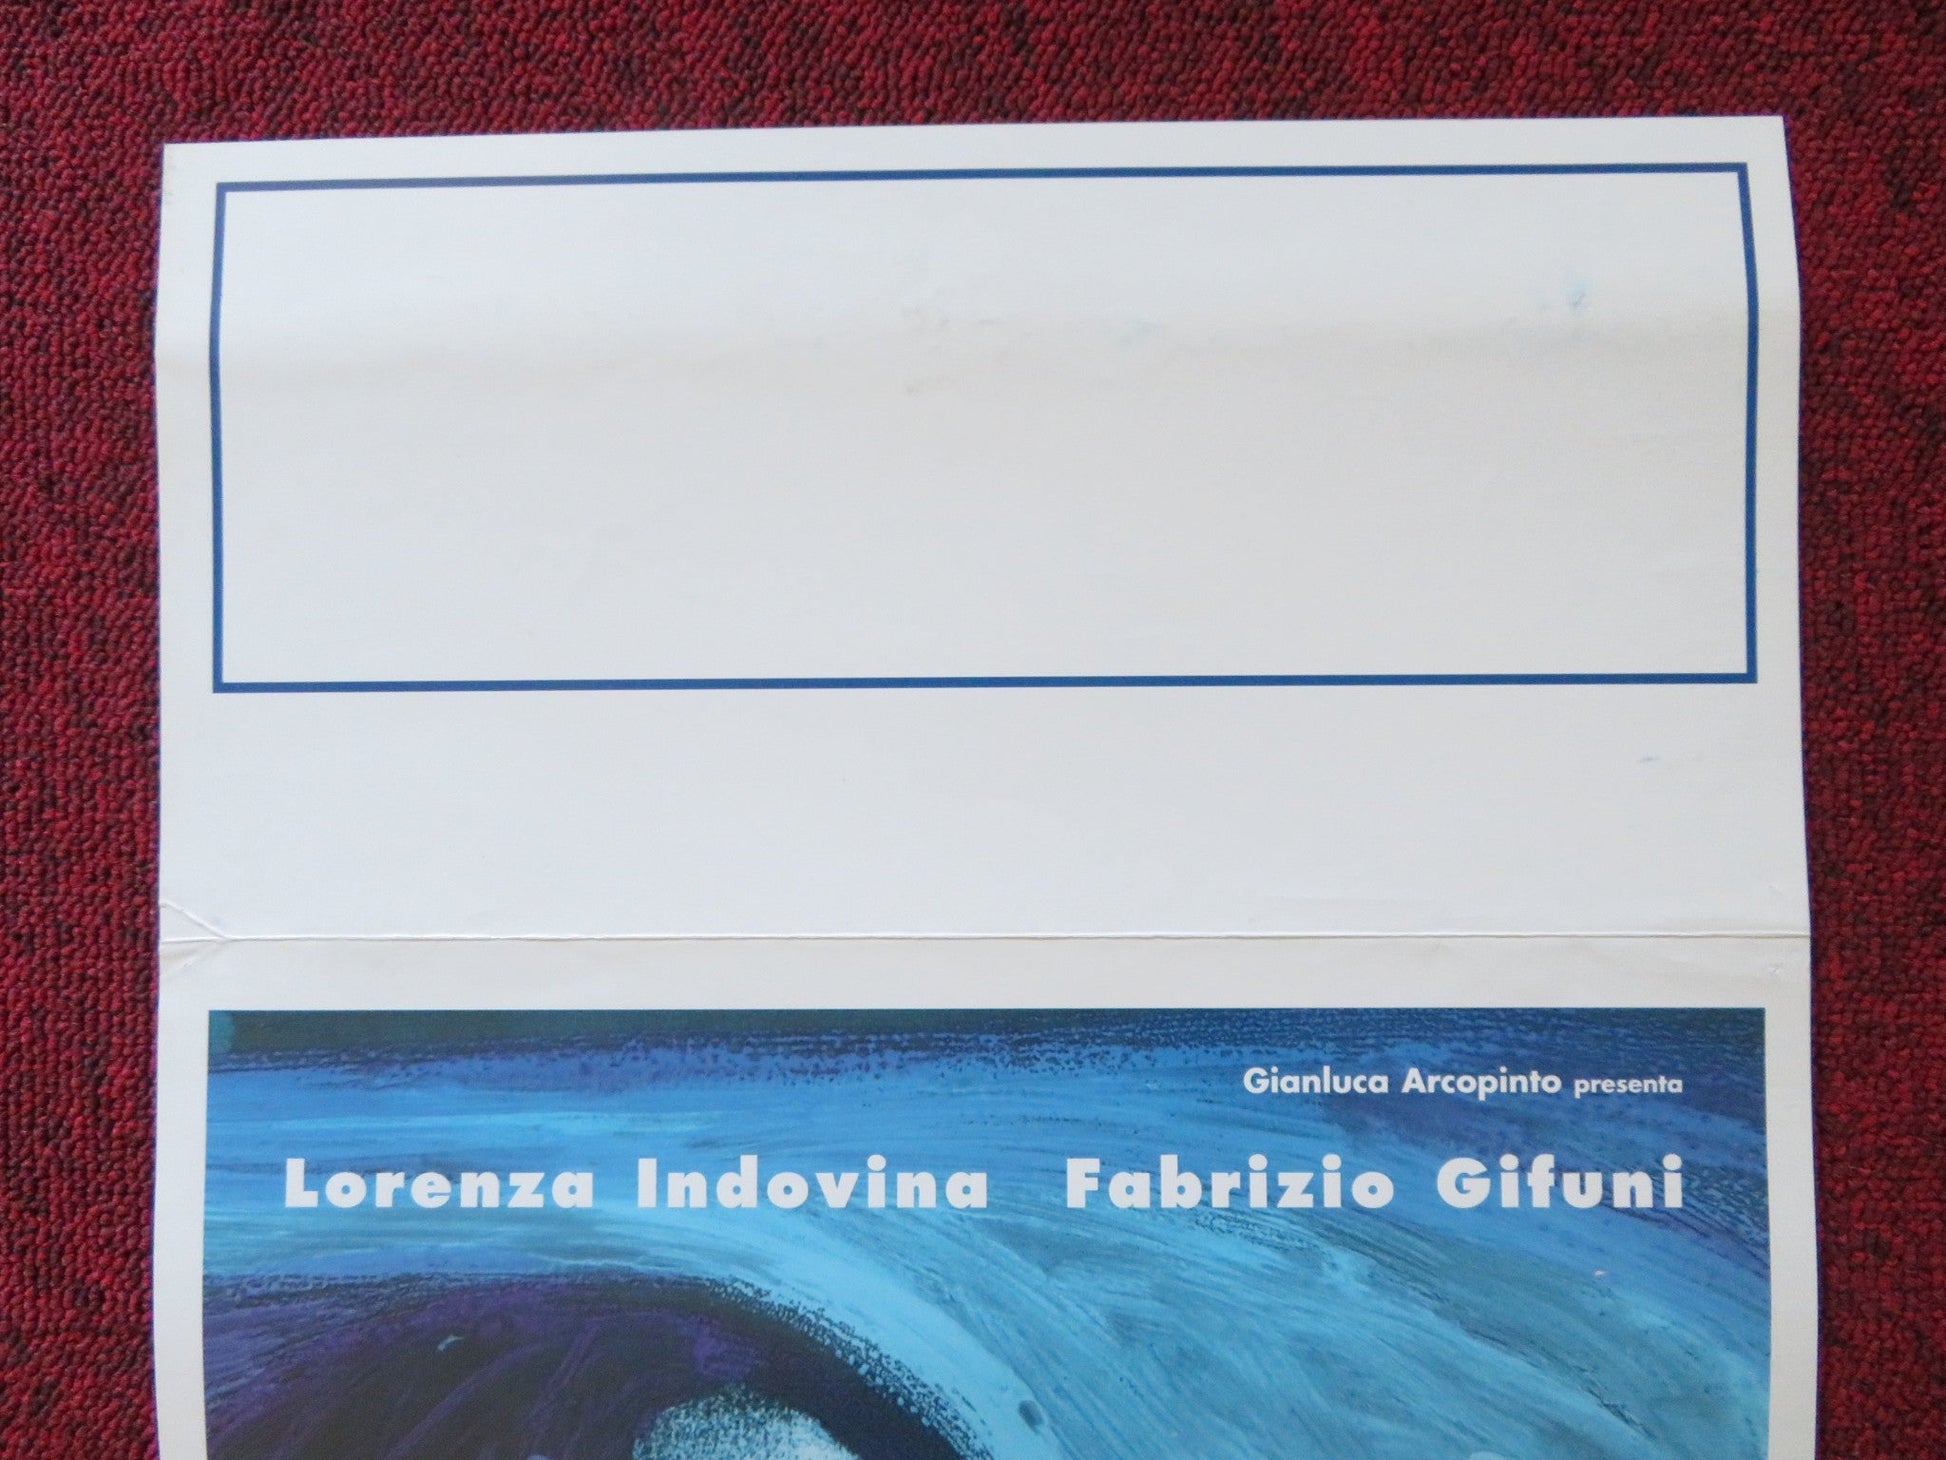 Gianluca Arcopinto presenta
Lorenza Indovina Fabrizio Gifuni